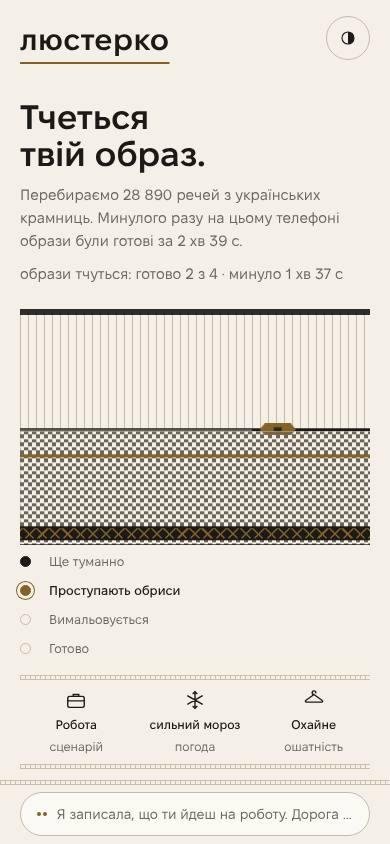 люстерко
Тчеться
твій образ.
Перебираємо 28 890 речей з українських
крамниць. Минулого разу на цьому телефоні
образи були готові за 2 хв 39 с.
образи тчуться: готово 2 з 4 · минуло 1 хв 37 с
Ще туманно
Проступають обриси
Вимальовується
Готово
Робота сильний мороз Охайне
сценарій погода ошатність
Я записала, що ти йдеш на роботу. Дорога ...